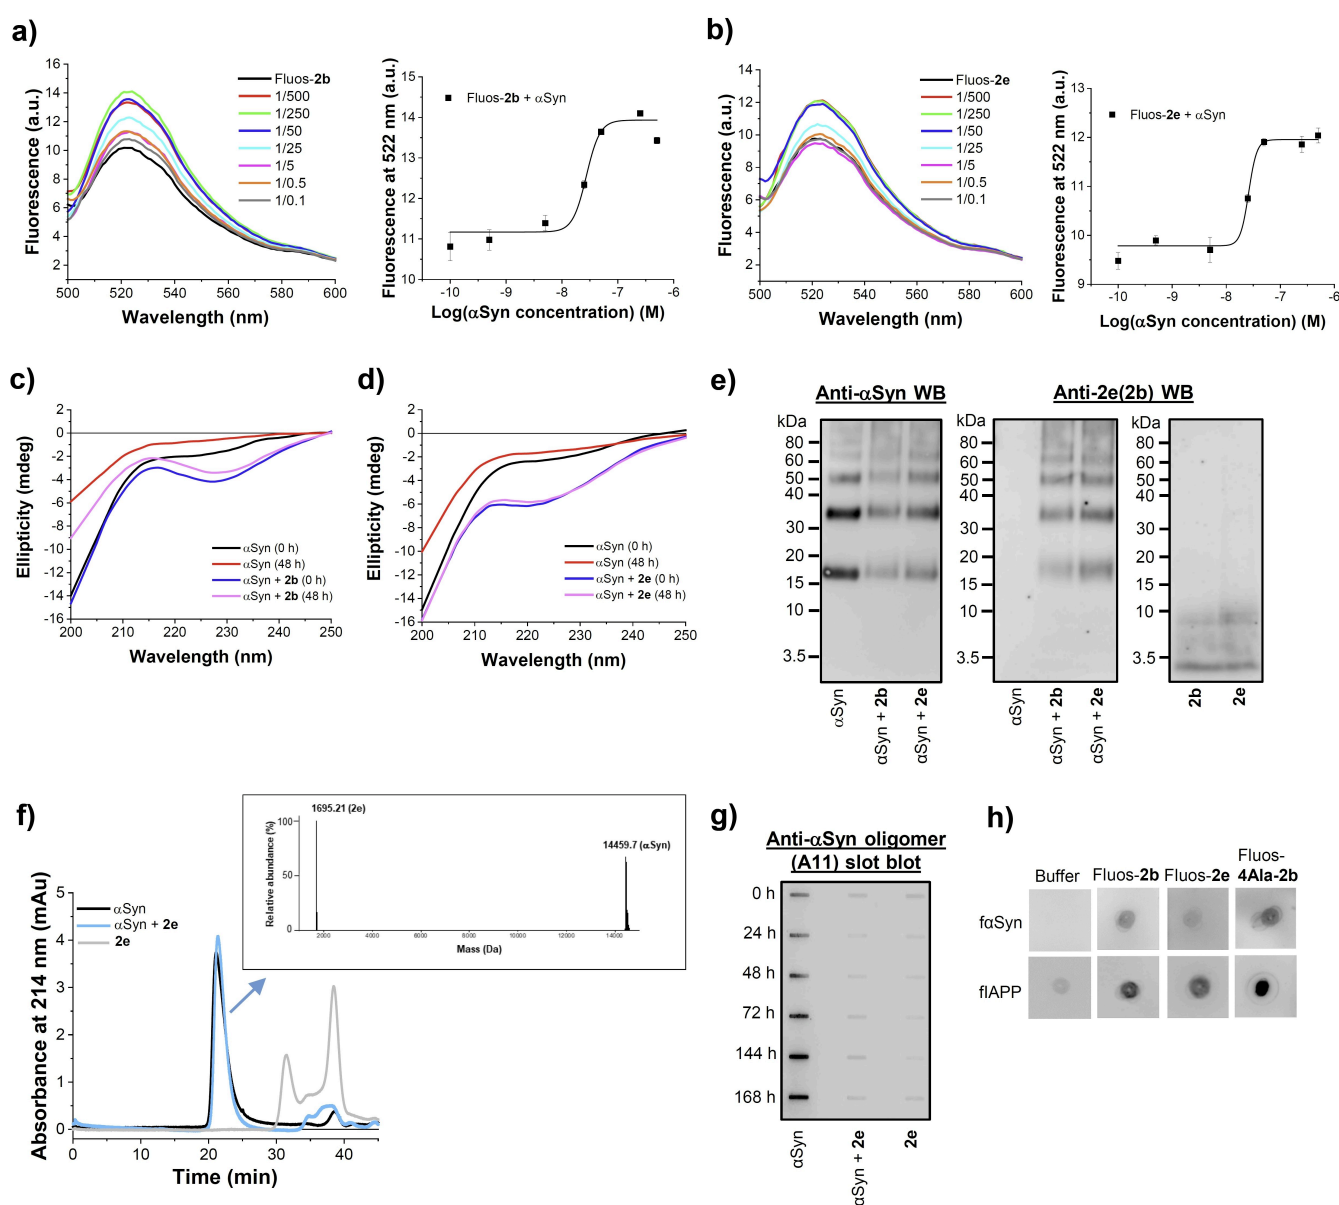 a)
Fluorescence (a.u.)
14
12
10
8
6
4
2
500 520 540 560 580 600
Wavelength (nm)
Fluos-2b
1/500
1/250
1/50
1/25
1/5
1/0.5
1/0.1
Fluorescence at 522 nm (a.u.)
15
14
13
12
11
10
-10 -9 -8 -7 -6
Log(αSyn concentration) (M)
Fluos-2b + αSyn
b)
Fluorescence (a.u.)
14
12
10
8
6
4
2
500 520 540 560 580 600
Wavelength (nm)
Fluos-2e
1/500
1/250
1/50
1/25
1/5
1/0.5
1/0.1
Fluorescence at 522 nm (a.u.)
13
12
11
10
9
-10 -9 -8 -7 -6
Log(αSyn concentration) (M)
Fluos-2e + αSyn
c)
Ellipticity (mdeg)
2
0
-2
-4
-6
-8
-10
-12
-14
-16
200 210 220 230 240 250
Wavelength (nm)
αSyn (0 h)
αSyn (48 h)
αSyn + 2b (0 h)
αSyn + 2b (48 h)
d)
Ellipticity (mdeg)
2
0
-2
-4
-6
-8
-10
-12
-14
-16
200 210 220 230 240 250
Wavelength (nm)
αSyn (0 h)
αSyn (48 h)
αSyn + 2e (0 h)
αSyn + 2e (48 h)
e)
Anti-αSyn WB
Anti-2e(2b) WB
kDa
80
60
50
40
30
20
15
10
3.5
αSyn
αSyn + 2b
αSyn + 2e
kDa
80
60
50
40
30
20
15
10
3.5
αSyn
αSyn + 2b
αSyn + 2e
kDa
80
60
50
40
30
20
15
10
3.5
2b
2e
f)
Absorbance at 214 nm (mAu)
5
4
3
2
1
0
0 10 20 30 40
Time (min)
αSyn
αSyn + 2e
2e
Relative abundance (%)
100
50
0
2000 4000 6000 8000 10000 12000 14000
Mass (Da)
1695.21 (2e)
14459.7 (αSyn)
g)
Anti-αSyn oligomer
(A11) slot blot
0 h
24 h
48 h
72 h
144 h
168 h
αSyn
αSyn + 2e
2e
h)
Buffer Fluos-2b Fluos-2e Fluos-
4Ala-2b
fαSyn
fIAPP